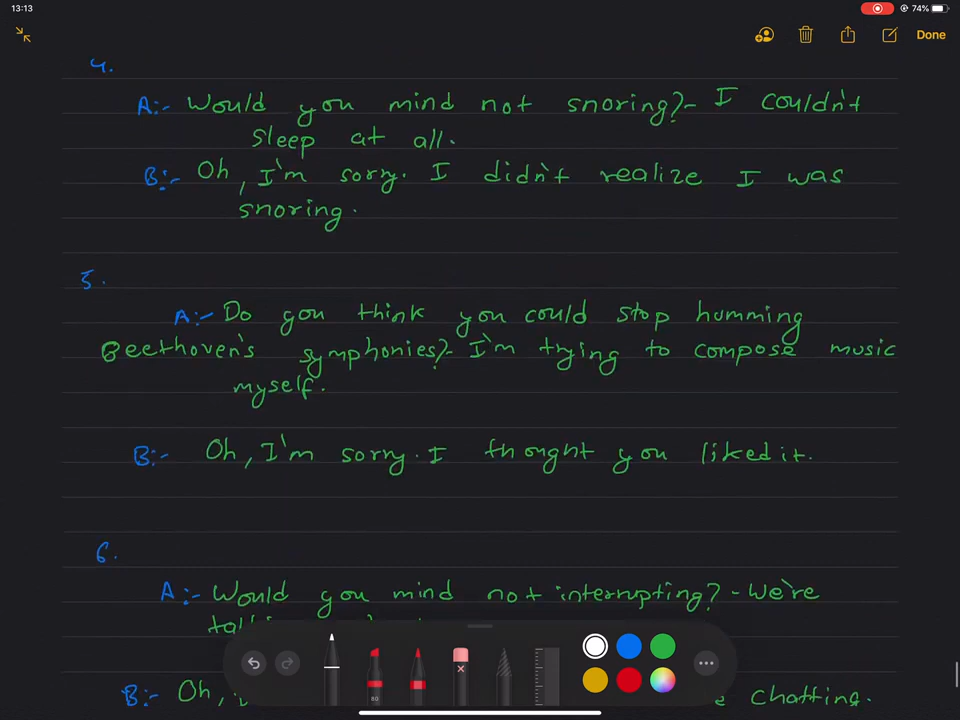 13:13
74%
Done
4.
A:- Would you mind not snoring?- I couldn't
sleep at all.
B:- Oh, I'm sorry. I didn't realize I was
snoring.
5.
A:- Do you think you could stop humming
Beethoven's symphonies?- I'm trying to compose music
myself.
B:- Oh, I'm sorry. I thought you liked it.
6.
A:- Would you mind not interrupting? - We're
B:- Oh, chatting.
80